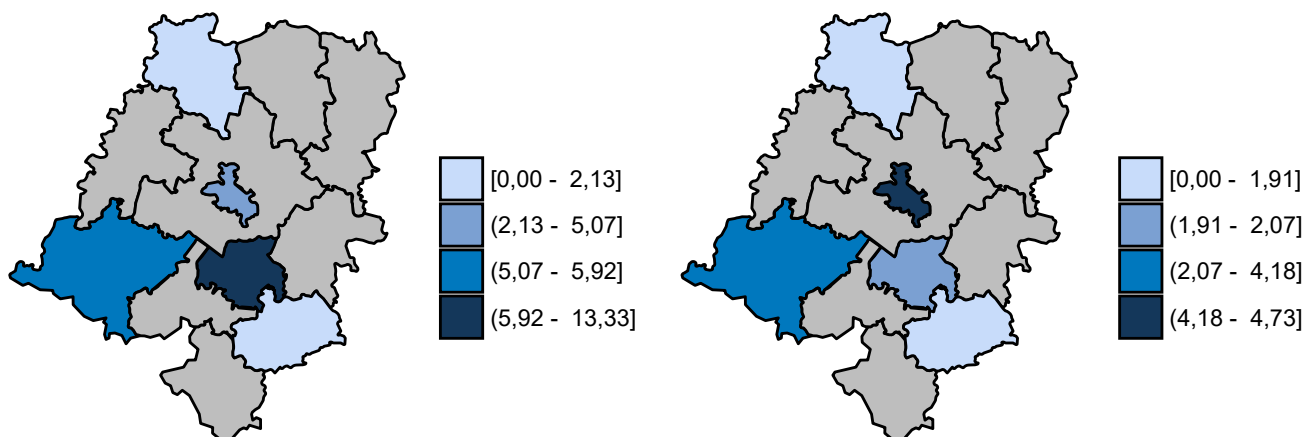 [0,00 - 2,13]
(2,13 - 5,07]
(5,07 - 5,92]
(5,92 - 13,33]
[0,00 - 1,91]
(1,91 - 2,07]
(2,07 - 4,18]
(4,18 - 4,73]